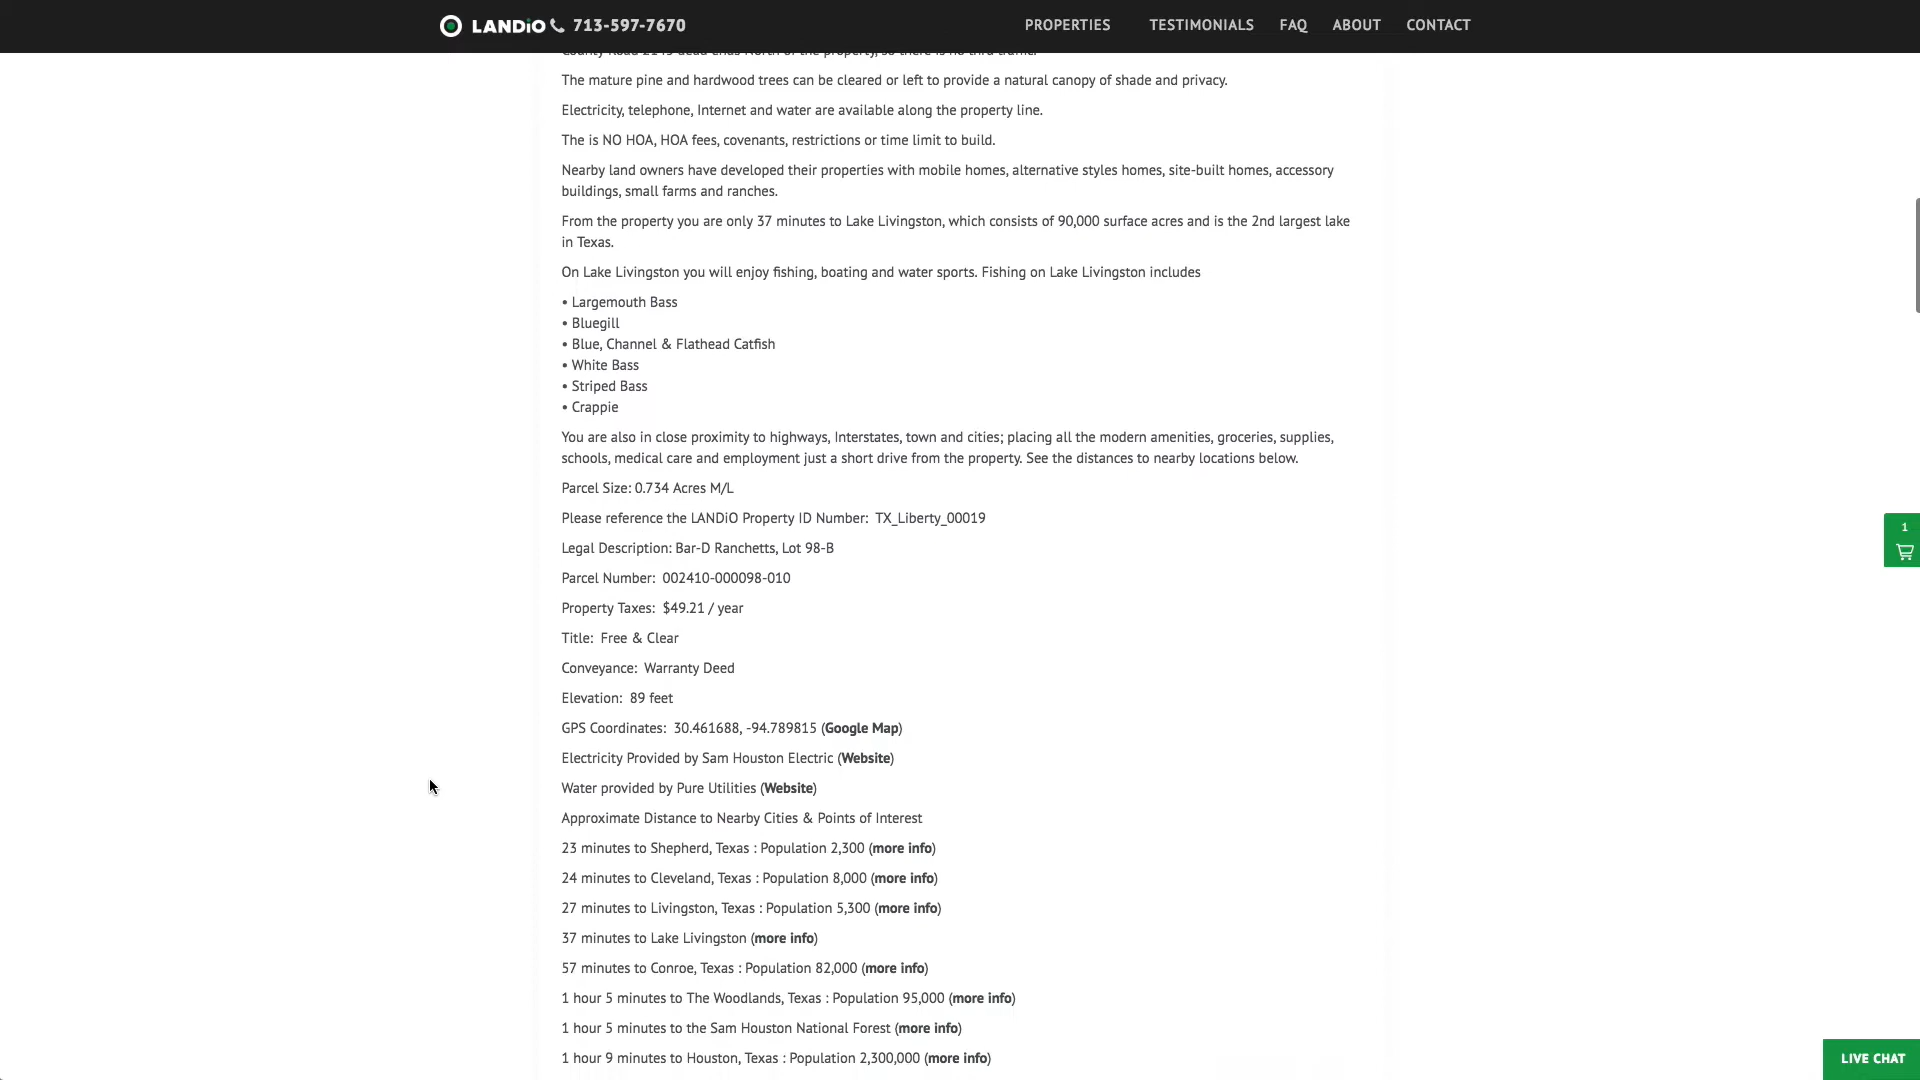 LANDiO 713-597-7670 PROPERTIES TESTIMONIALS FAQ ABOUT CONTACT
County Road 2149 dead ends North of the property, so there is no thru traffic.
The mature pine and hardwood trees can be cleared or left to provide a natural canopy of shade and privacy.
Electricity, telephone, Internet and water are available along the property line.
The is NO HOA, HOA fees, covenants, restrictions or time limit to build.
Nearby land owners have developed their properties with mobile homes, alternative styles homes, site-built homes, accessory
buildings, small farms and ranches.
From the property you are only 37 minutes to Lake Livingston, which consists of 90,000 surface acres and is the 2nd largest lake
in Texas.
On Lake Livingston you will enjoy fishing, boating and water sports. Fishing on Lake Livingston includes
• Largemouth Bass
• Bluegill
• Blue, Channel & Flathead Catfish
• White Bass
• Striped Bass
• Crappie
You are also in close proximity to highways, Interstates, town and cities; placing all the modern amenities, groceries, supplies,
schools, medical care and employment just a short drive from the property. See the distances to nearby locations below.
Parcel Size: 0.734 Acres M/L
Please reference the LANDiO Property ID Number: TX_Liberty_00019
1
Legal Description: Bar-D Ranchetts, Lot 98-B
Parcel Number: 002410-000098-010
Property Taxes: $49.21 / year
Title: Free & Clear
Conveyance: Warranty Deed
Elevation: 89 feet
GPS Coordinates: 30.461688, -94.789815 (Google Map)
Electricity Provided by Sam Houston Electric (Website)
Water provided by Pure Utilities (Website)
Approximate Distance to Nearby Cities & Points of Interest
23 minutes to Shepherd, Texas : Population 2,300 (more info)
24 minutes to Cleveland, Texas : Population 8,000 (more info)
27 minutes to Livingston, Texas : Population 5,300 (more info)
37 minutes to Lake Livingston (more info)
57 minutes to Conroe, Texas : Population 82,000 (more info)
1 hour 5 minutes to The Woodlands, Texas : Population 95,000 (more info)
1 hour 5 minutes to the Sam Houston National Forest (more info)
1 hour 9 minutes to Houston, Texas : Population 2,300,000 (more info)
LIVE CHAT